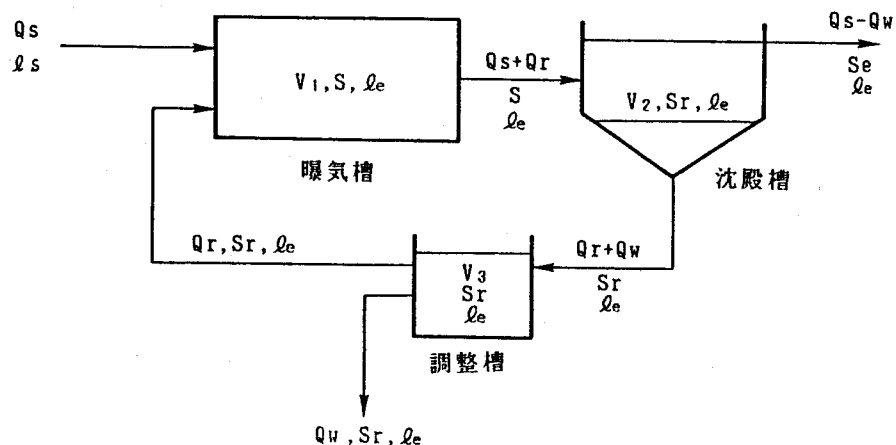 Qs
ℓs
V₁,S,ℓe
曝気槽
Qs+Qr
S
ℓe
V₂,Sr,ℓe
沈殿槽
Qs-Qw
Se
ℓe
Qr,Sr,ℓe
V₃
Sr
ℓe
調整槽
Qr+Qw
Sr
ℓe
Qw,Sr,ℓe